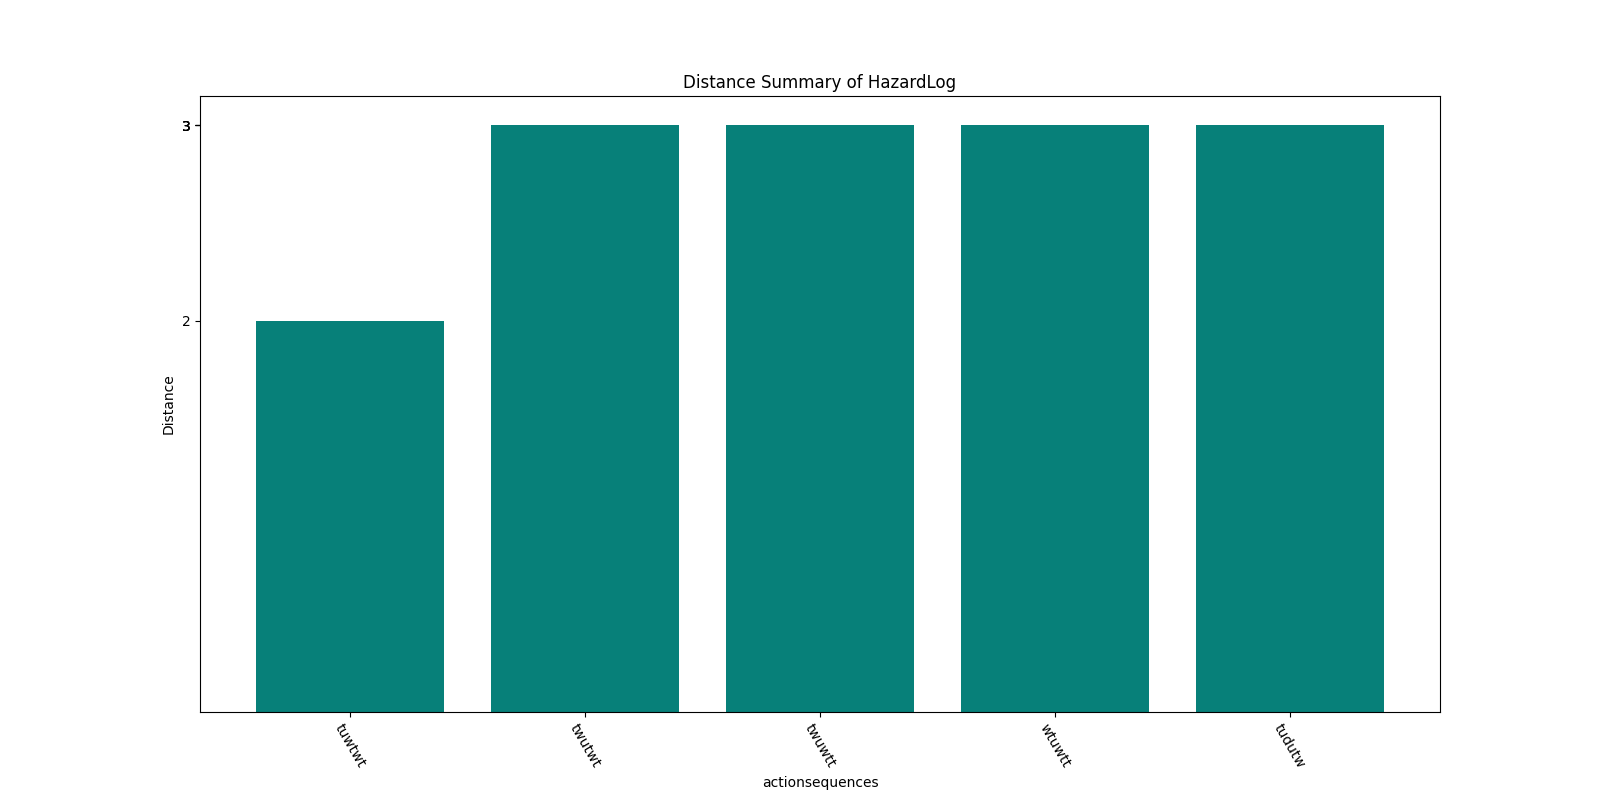 Distance Summary of HazardLog
3
2
Distance
tuwtwt
twutwt
twuwtt
wtuwtt
tudutw
actionsequences